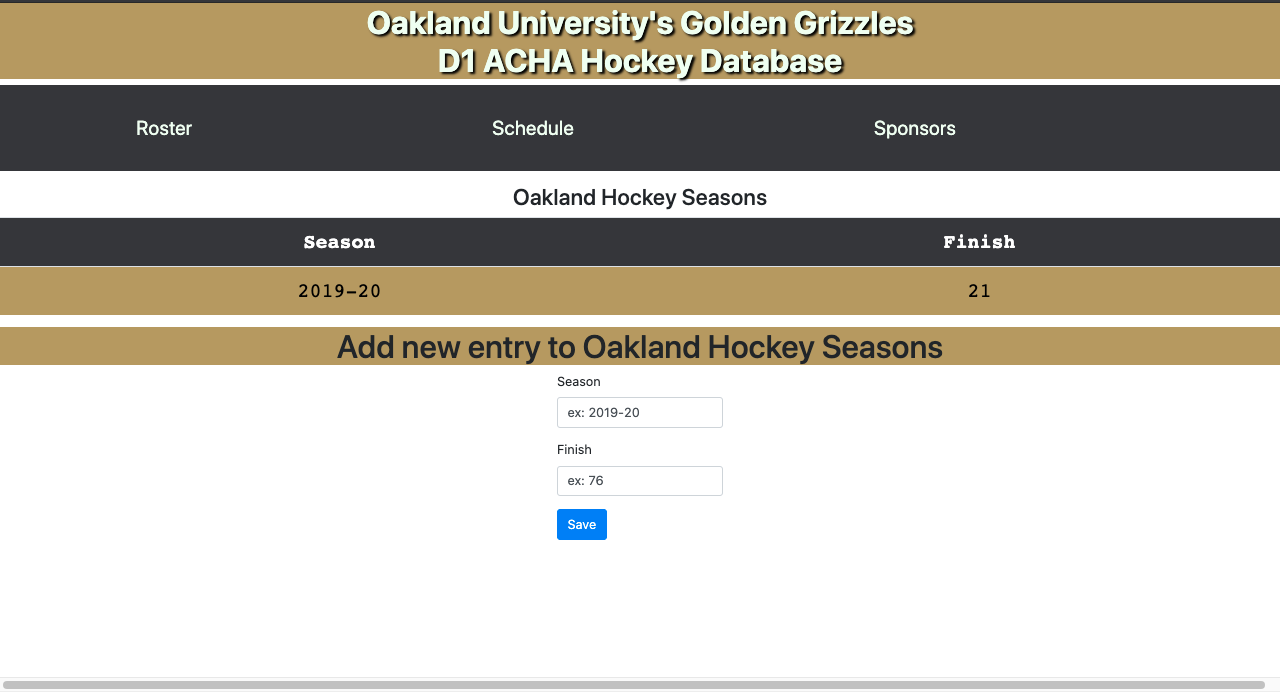 Oakland University's Golden Grizzles
D1 ACHA Hockey Database
Roster Schedule Sponsors
Oakland Hockey Seasons
Season Finish
2019-20 21
Add new entry to Oakland Hockey Seasons
Season
ex: 2019-20
Finish
ex: 76
Save